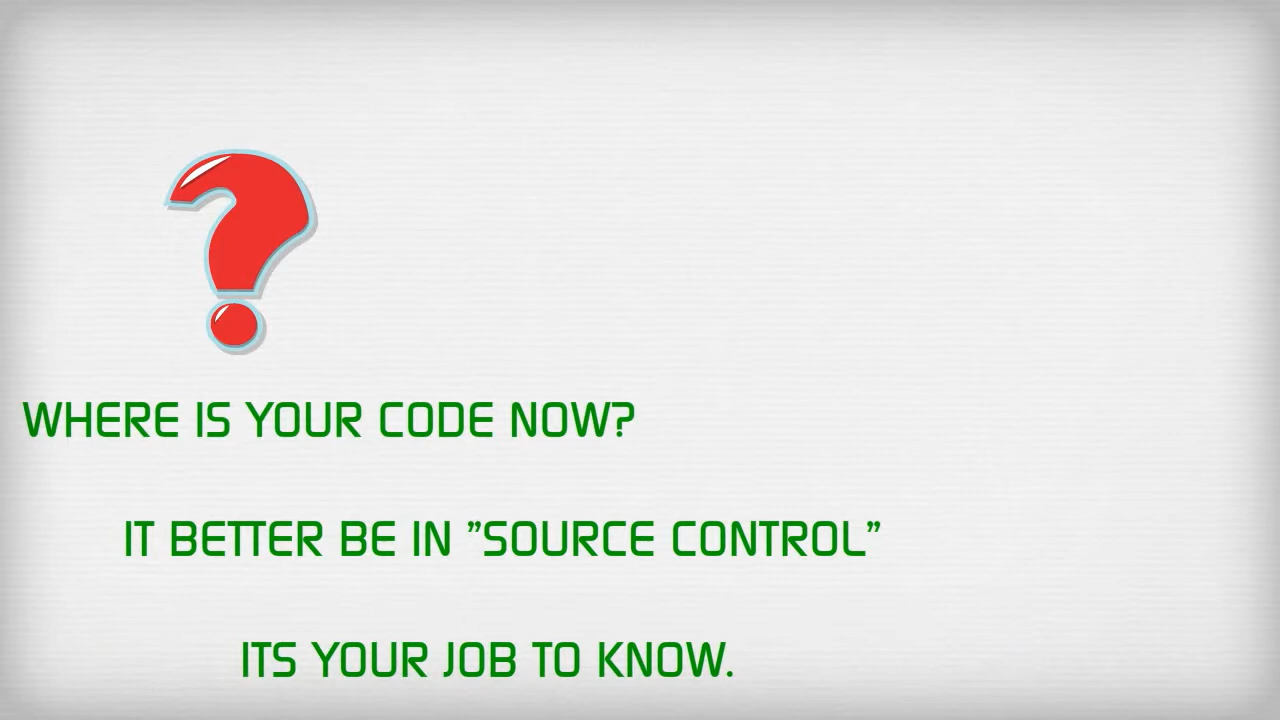 WHERE IS YOUR CODE NOW?
IT BETTER BE IN ”SOURCE CONTROL”
ITS YOUR JOB TO KNOW.